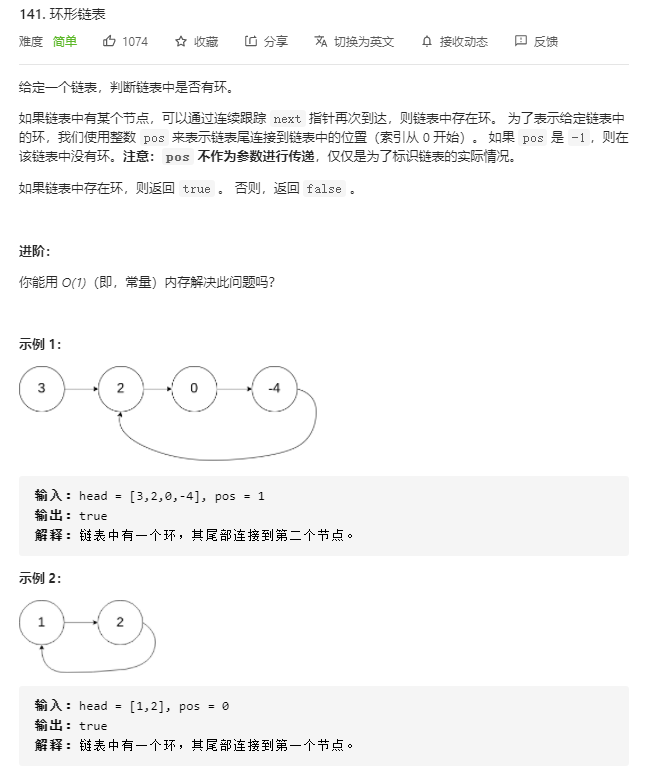 141. 环形链表
难度 简单 1074 收藏 分享 切换为英文 接收动态 反馈
给定一个链表，判断链表中是否有环。
如果链表中有某个节点，可以通过连续跟踪 next 指针再次到达，则链表中存在环。 为了表示给定链表中
的环，我们使用整数 pos 来表示链表尾连接到链表中的位置（索引从 0 开始）。 如果 pos 是 -1，则在
该链表中没有环。注意：pos 不作为参数进行传递，仅仅是为了标识链表的实际情况。
如果链表中存在环，则返回 true 。 否则，返回 false 。
进阶：
你能用 O(1)（即，常量）内存解决此问题吗？
示例 1：
3 2 0 -4
输入：head = [3,2,0,-4], pos = 1
输出：true
解释：链表中有一个环，其尾部连接到第二个节点。
示例 2：
1 2
输入：head = [1,2], pos = 0
输出：true
解释：链表中有一个环，其尾部连接到第一个节点。